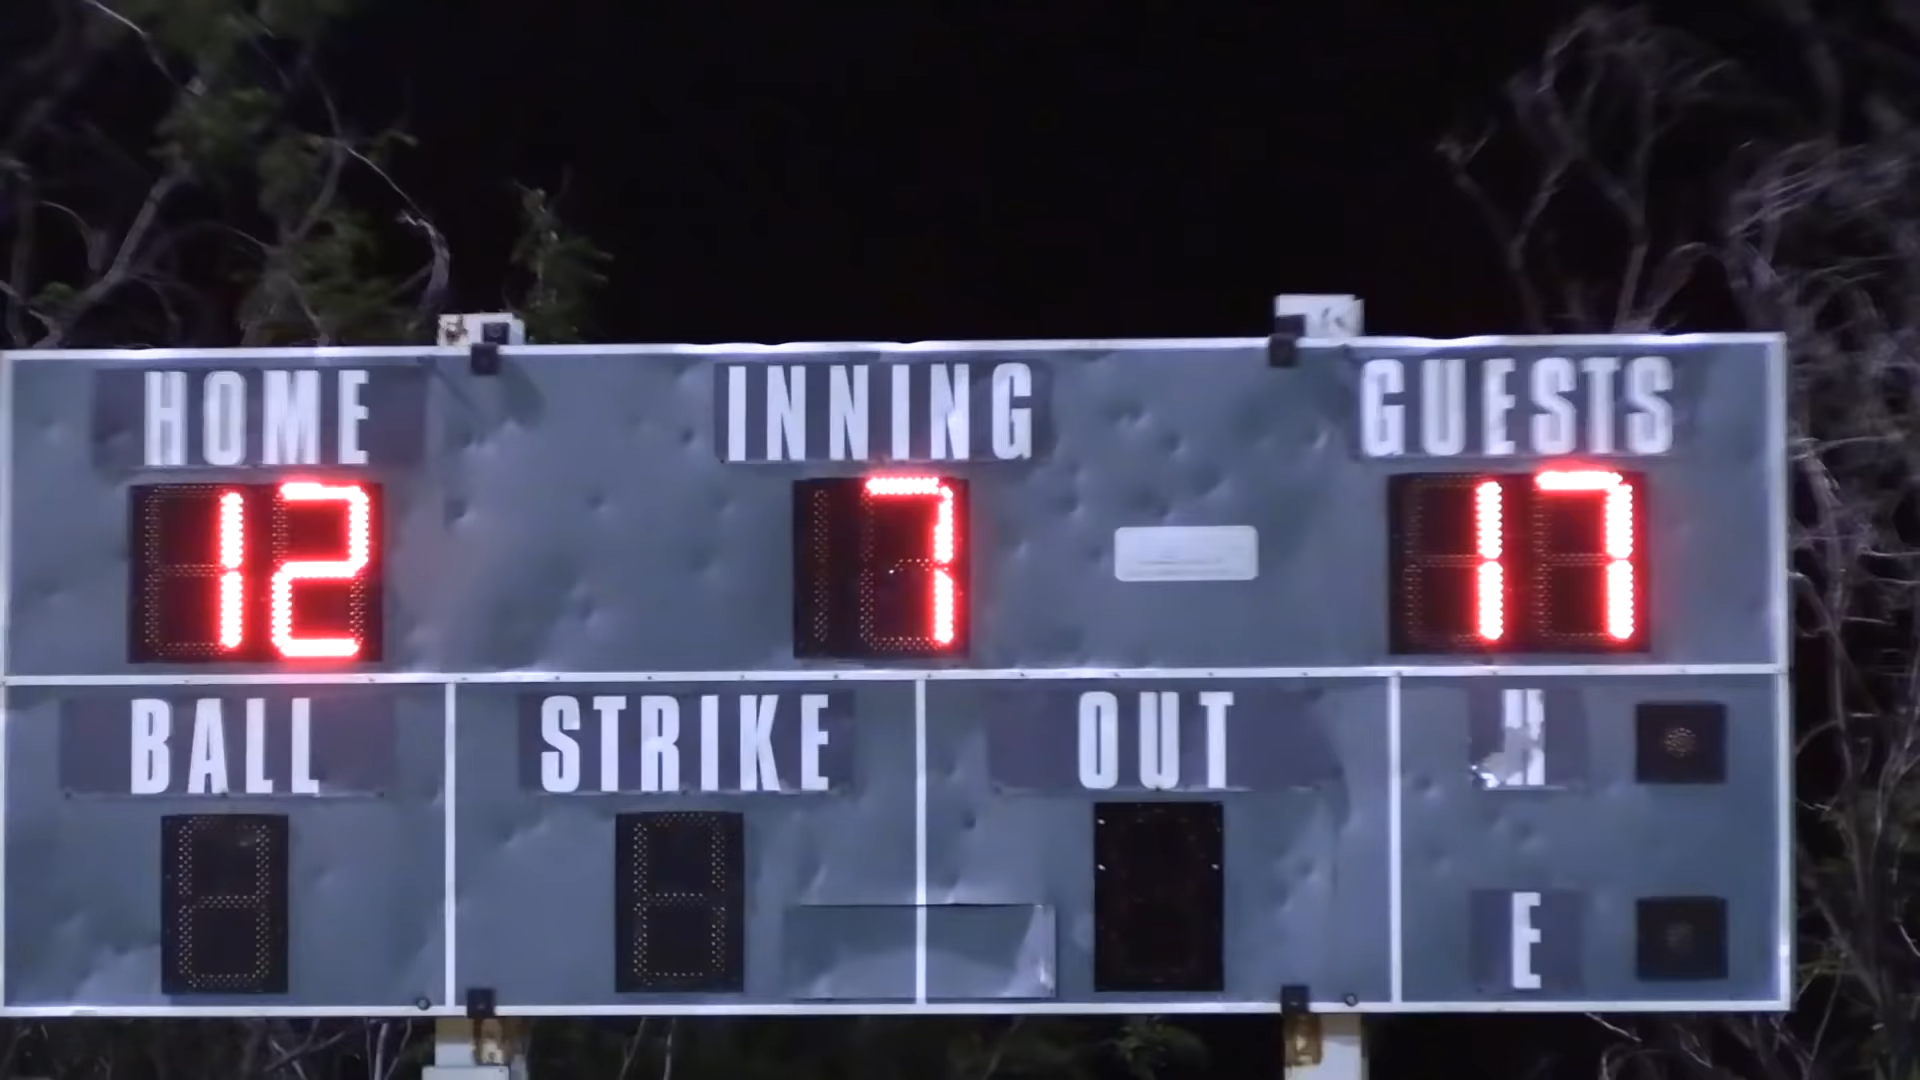 HOME INNING GUESTS
12 7 17
BALL STRIKE OUT H
E